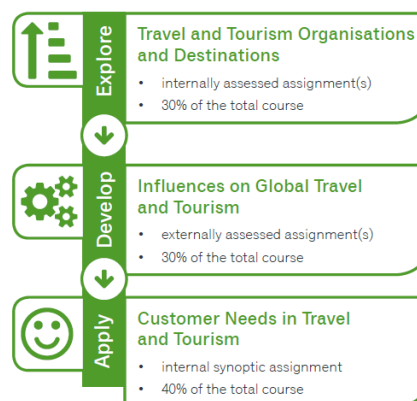 Explore
Travel and Tourism Organisations
and Destinations
• internally assessed assignment(s)
• 30% of the total course
Develop
Influences on Global Travel
and Tourism
• externally assessed assignment(s)
• 30% of the total course
Apply
Customer Needs in Travel
and Tourism
• internal synoptic assignment
• 40% of the total course